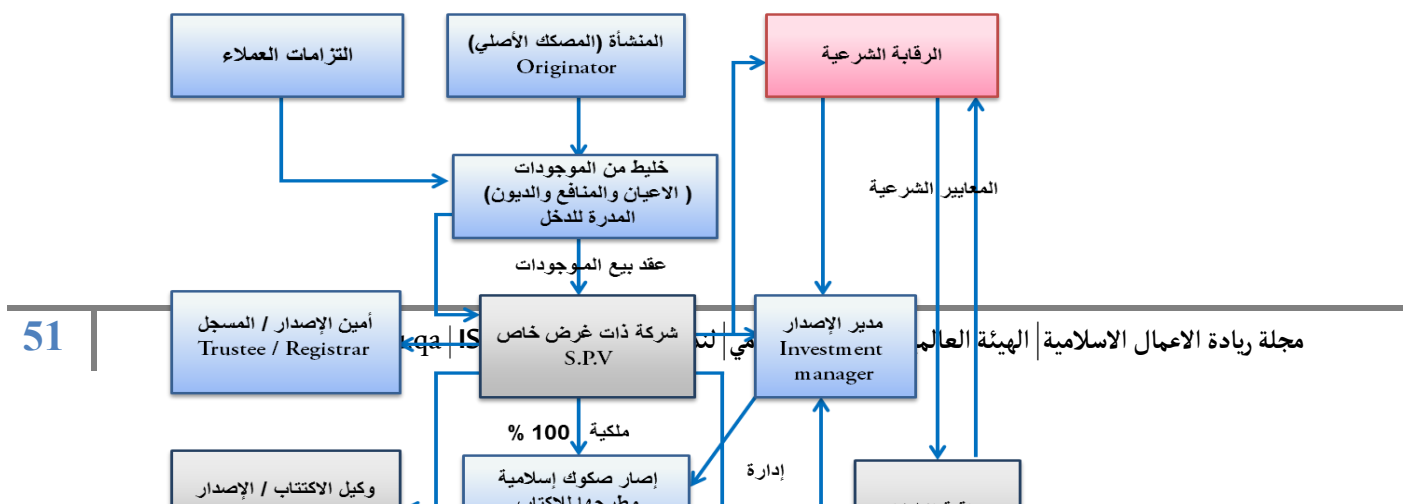 الرقابة الشرعية
المنشأة (المصكك الأصلي)
Originator
التزامات العملاء
خليط من الموجودات
( الاعيان والمنافع والديون)
المدرة للدخل
المعايير الشرعية
عقد بيع الموجودات
مدير الإصدار
Investment
manager
شركة ذات غرض خاص
S.P.V
أمين الإصدار / المسجل
Trustee / Registrar
مجلة ريادة الاعمال الاسلامية| الهيئة
qa | IS
51
ملكية 100 %
إدارة
إصار صكوك إسلامية
وكيل الاكتتاب / الإصدار